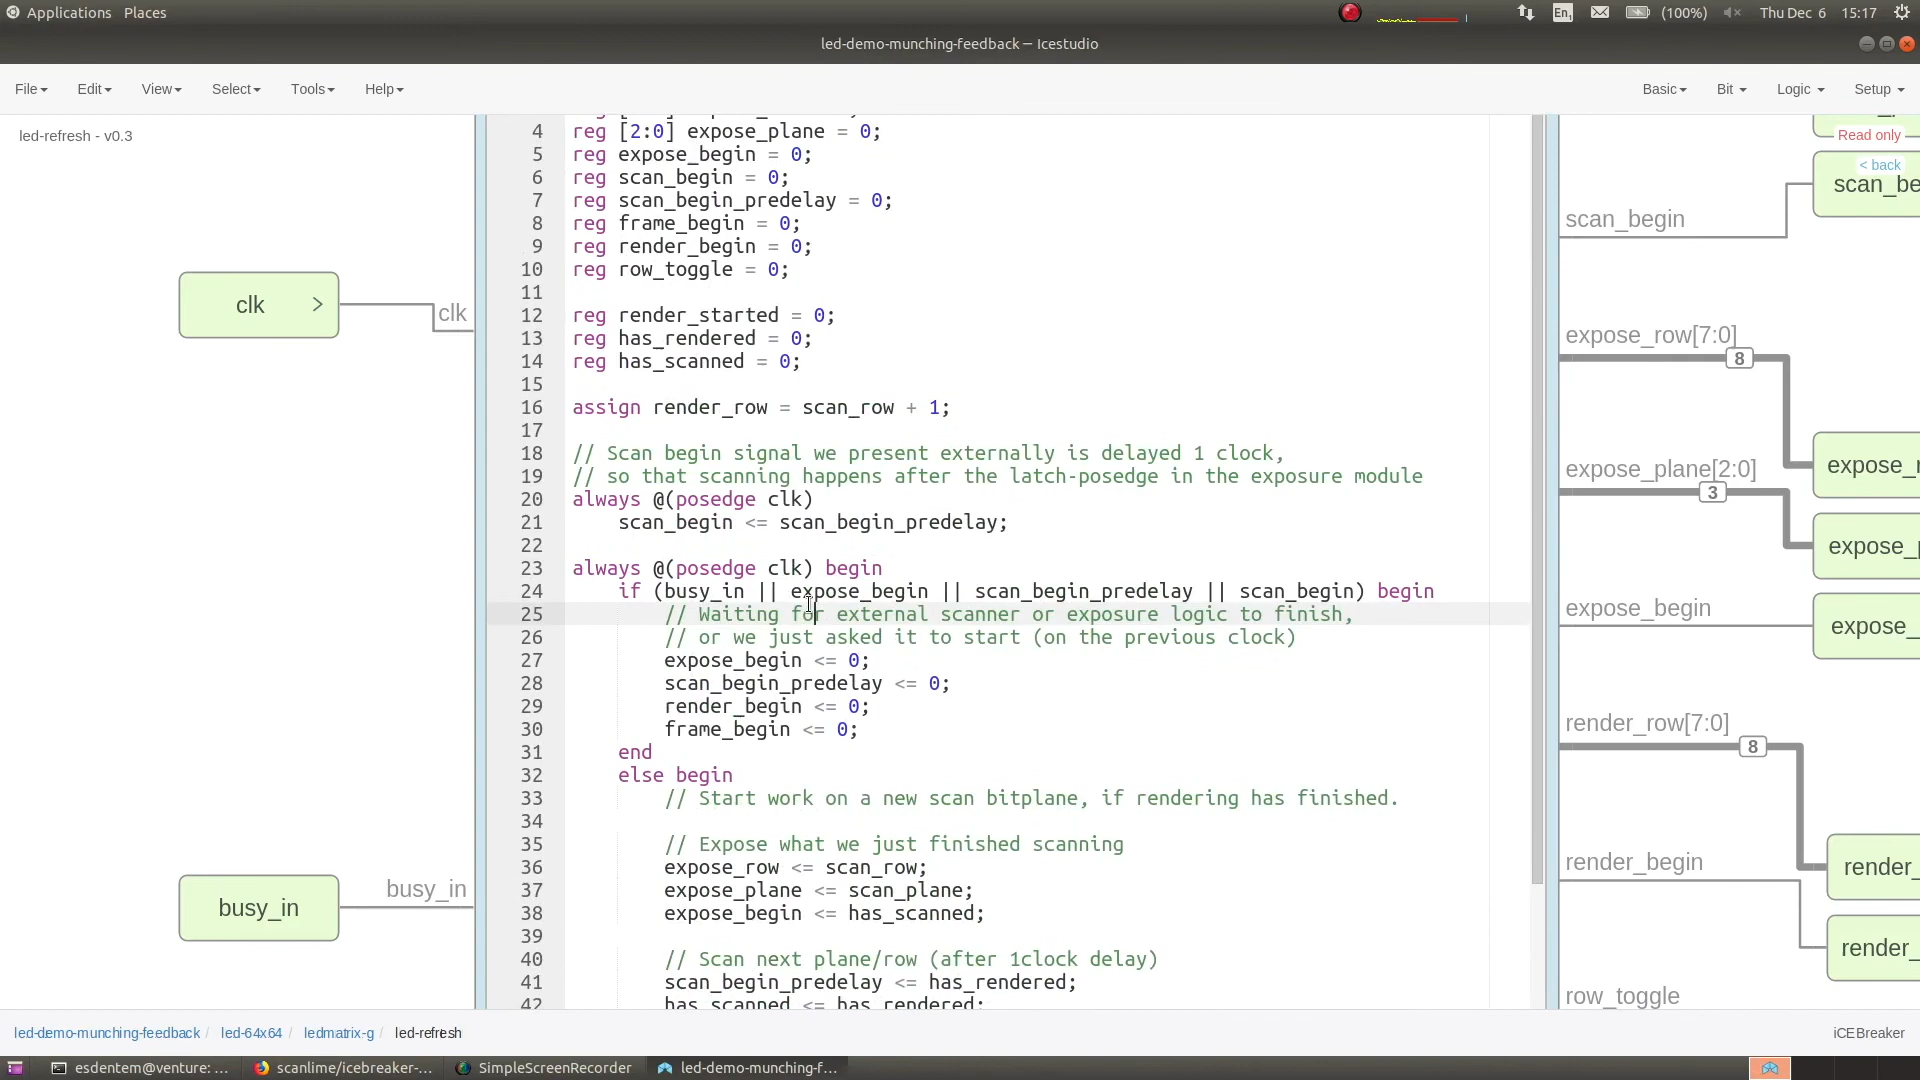 Applications Places
En1 (100%) Thu Dec 6 15:17
led-demo-munching-feedback — Icestudio
File Edit View Select Tools Help Basic Bit Logic Setup
led-refresh - v0.3
Read only
< back
clk
clk
busy_in
busy_in
4 reg [2:0] expose_plane = 0;
5 reg expose_begin = 0;
6 reg scan_begin = 0;
7 reg scan_begin_predelay = 0;
8 reg frame_begin = 0;
9 reg render_begin = 0;
10 reg row_toggle = 0;
11
12 reg render_started = 0;
13 reg has_rendered = 0;
14 reg has_scanned = 0;
15
16 assign render_row = scan_row + 1;
17
18 // Scan begin signal we present externally is delayed 1 clock,
19 // so that scanning happens after the latch-posedge in the exposure module
20 always @(posedge clk)
21 scan_begin <= scan_begin_predelay;
22
23 always @(posedge clk) begin
24 if (busy_in || expose_begin || scan_begin_predelay || scan_begin) begin
25 // Waiting for external scanner or exposure logic to finish,
26 // or we just asked it to start (on the previous clock)
27 expose_begin <= 0;
28 scan_begin_predelay <= 0;
29 render_begin <= 0;
30 frame_begin <= 0;
31 end
32 else begin
33 // Start work on a new scan bitplane, if rendering has finished.
34
35 // Expose what we just finished scanning
36 expose_row <= scan_row;
37 expose_plane <= scan_plane;
38 expose_begin <= has_scanned;
39
40 // Scan next plane/row (after 1clock delay)
41 scan_begin_predelay <= has_rendered;
42 has_scanned <= has_rendered;
scan_begin
scan_be
expose_row[7:0]
8
expose_r
expose_plane[2:0]
3
expose_p
expose_begin
expose_
render_row[7:0]
8
render_
render_begin
render_
row_toggle
led-demo-munching-feedback / led-64x64 / ledmatrix-g / led-refresh
iCEBreaker
esdentem@venture: ... scanlime/icebreaker-... SimpleScreenRecorder led-demo-munching-f...